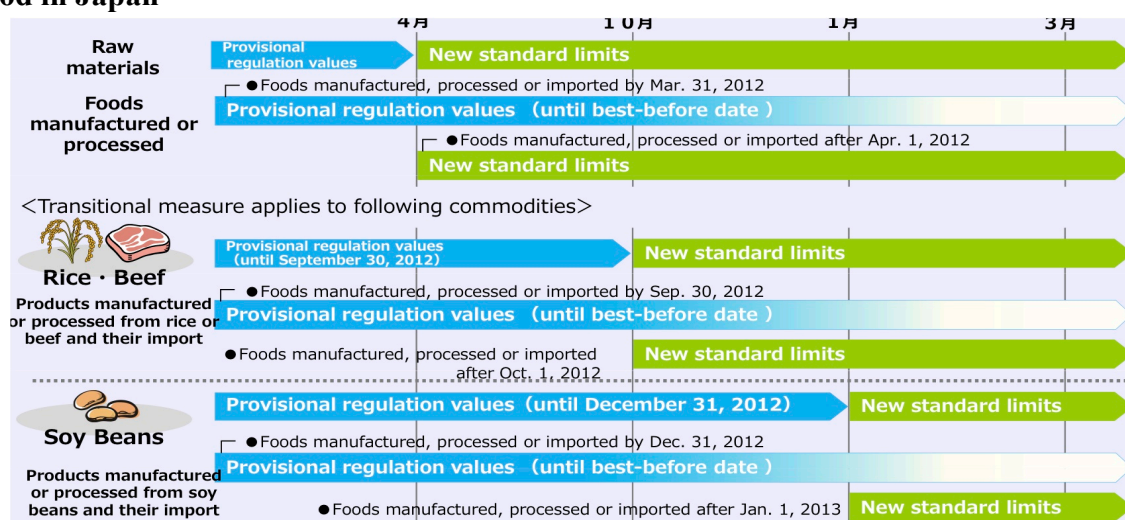 od in Japan
4月 10月 1月 3月
Raw
materials
Provisional
regulation values
New standard limits
●Foods manufactured, processed or imported by Mar. 31, 2012
Foods
manufactured or
processed
Provisional regulation values （until best-before date ）
●Foods manufactured, processed or imported after Apr. 1, 2012
New standard limits
＜Transitional measure applies to following commodities＞
Rice・Beef
Provisional regulation values
(until September 30, 2012)
New standard limits
Products manufactured
or processed from rice or
beef and their import
●Foods manufactured, processed or imported by Sep. 30, 2012
Provisional regulation values （until best-before date ）
●Foods manufactured, processed or imported
after Oct. 1, 2012
New standard limits
Soy Beans
Provisional regulation values（until December 31, 2012）
New standard limits
Products manufactured
or processed from soy
beans and their import
●Foods manufactured, processed or imported by Dec. 31, 2012
Provisional regulation values （until best-before date ）
●Foods manufactured, processed or imported after Jan. 1, 2013
New standard limits